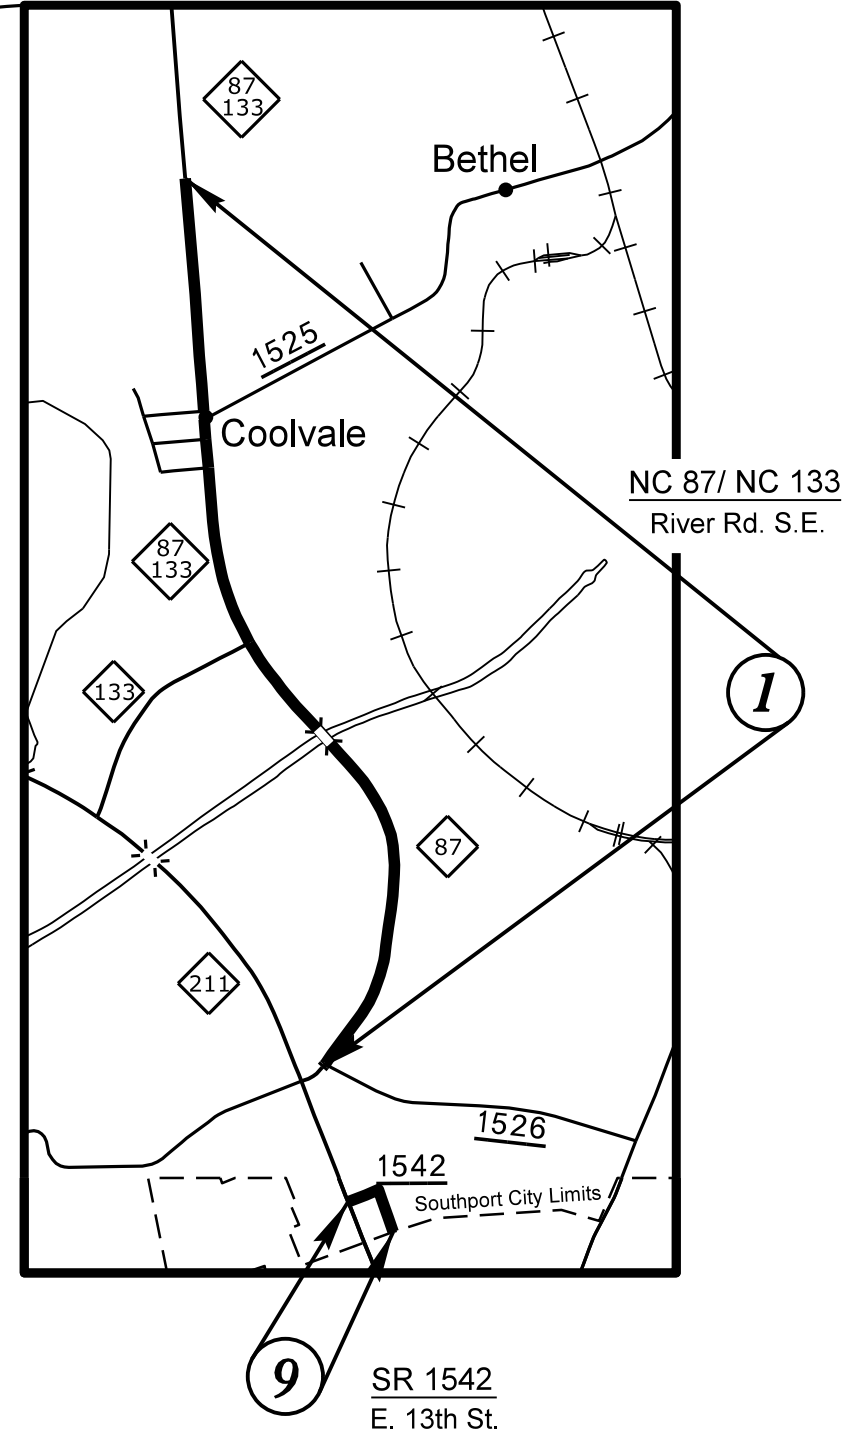 87
133
Bethel
1525
Coolvale
NC 87/ NC 133
River Rd. S.E.
87
133
133
1
87
211
1526
1542
Southport City Limits
9
SR 1542
E. 13th St.